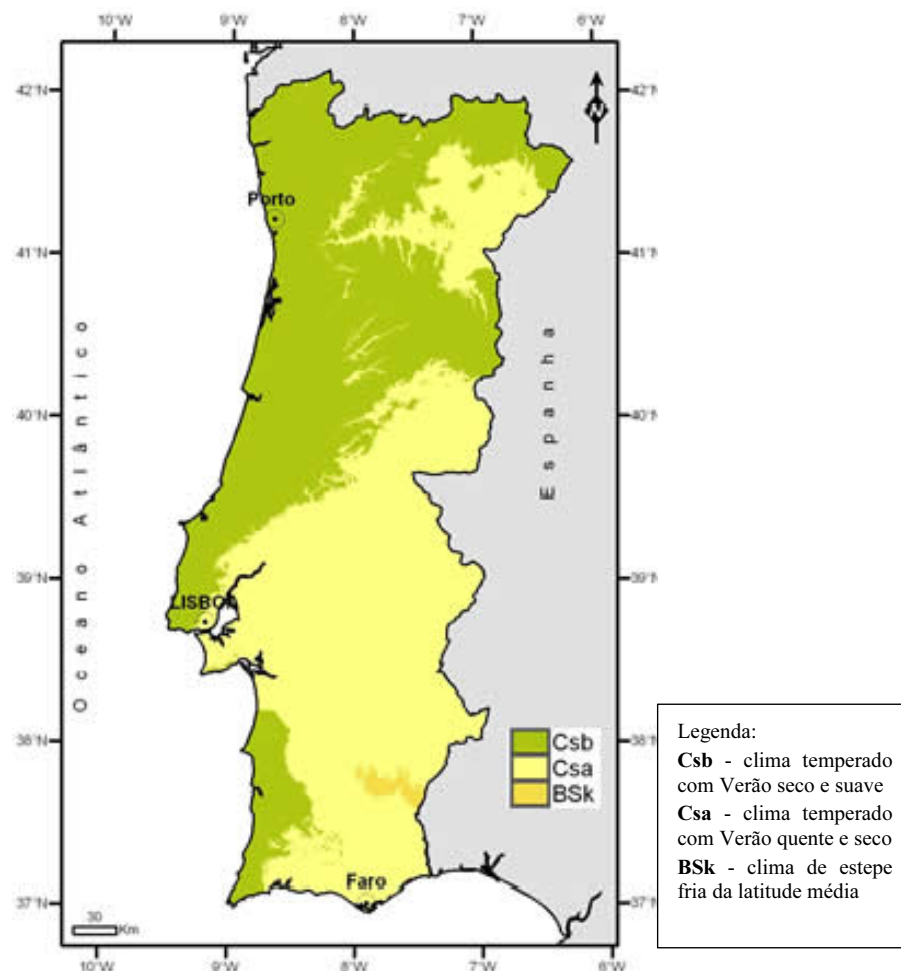 10°W 9°W 8°W 7°W 6°W
42°N 42°N
Porto
41°N 41°N
Oceano Atlântico
Espanha
40°N 40°N
39°N 39°N
LISBOA
38°N 38°N
Csb
Csa
BSk
Faro
37°N 37°N
30
Km
10°W 9°W 8°W 7°W 6°W
N
Legenda:
Csb - clima temperado
com Verão seco e suave
Csa - clima temperado
com Verão quente e seco
BSk - clima de estepe
fria da latitude média